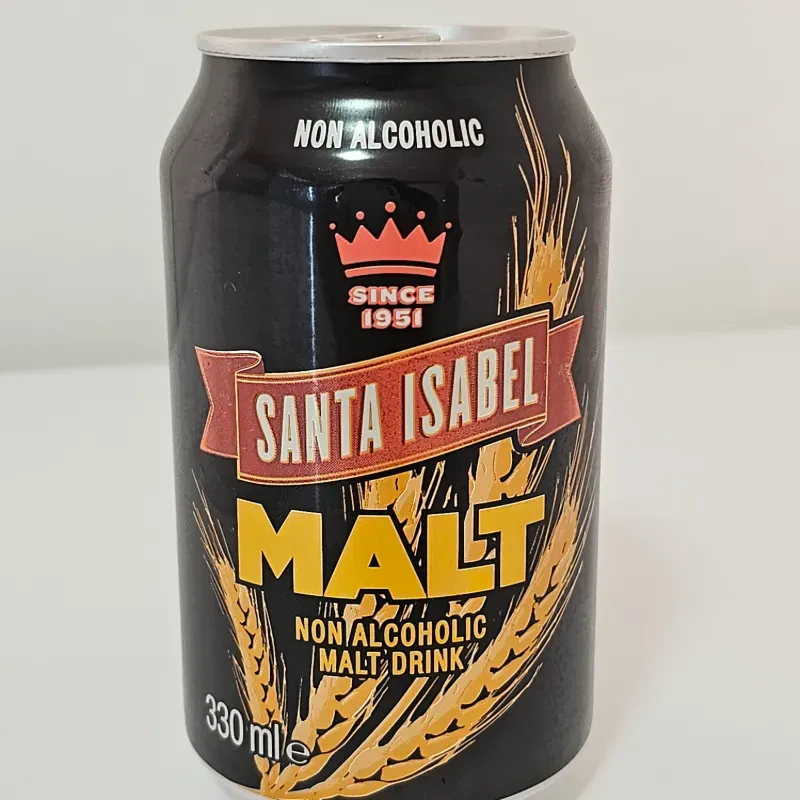 NON ALCOHOLIC
SINCE
1951
SANTA ISABEL
MALT
NON ALCOHOLIC
MALT DRINK
330 ml e